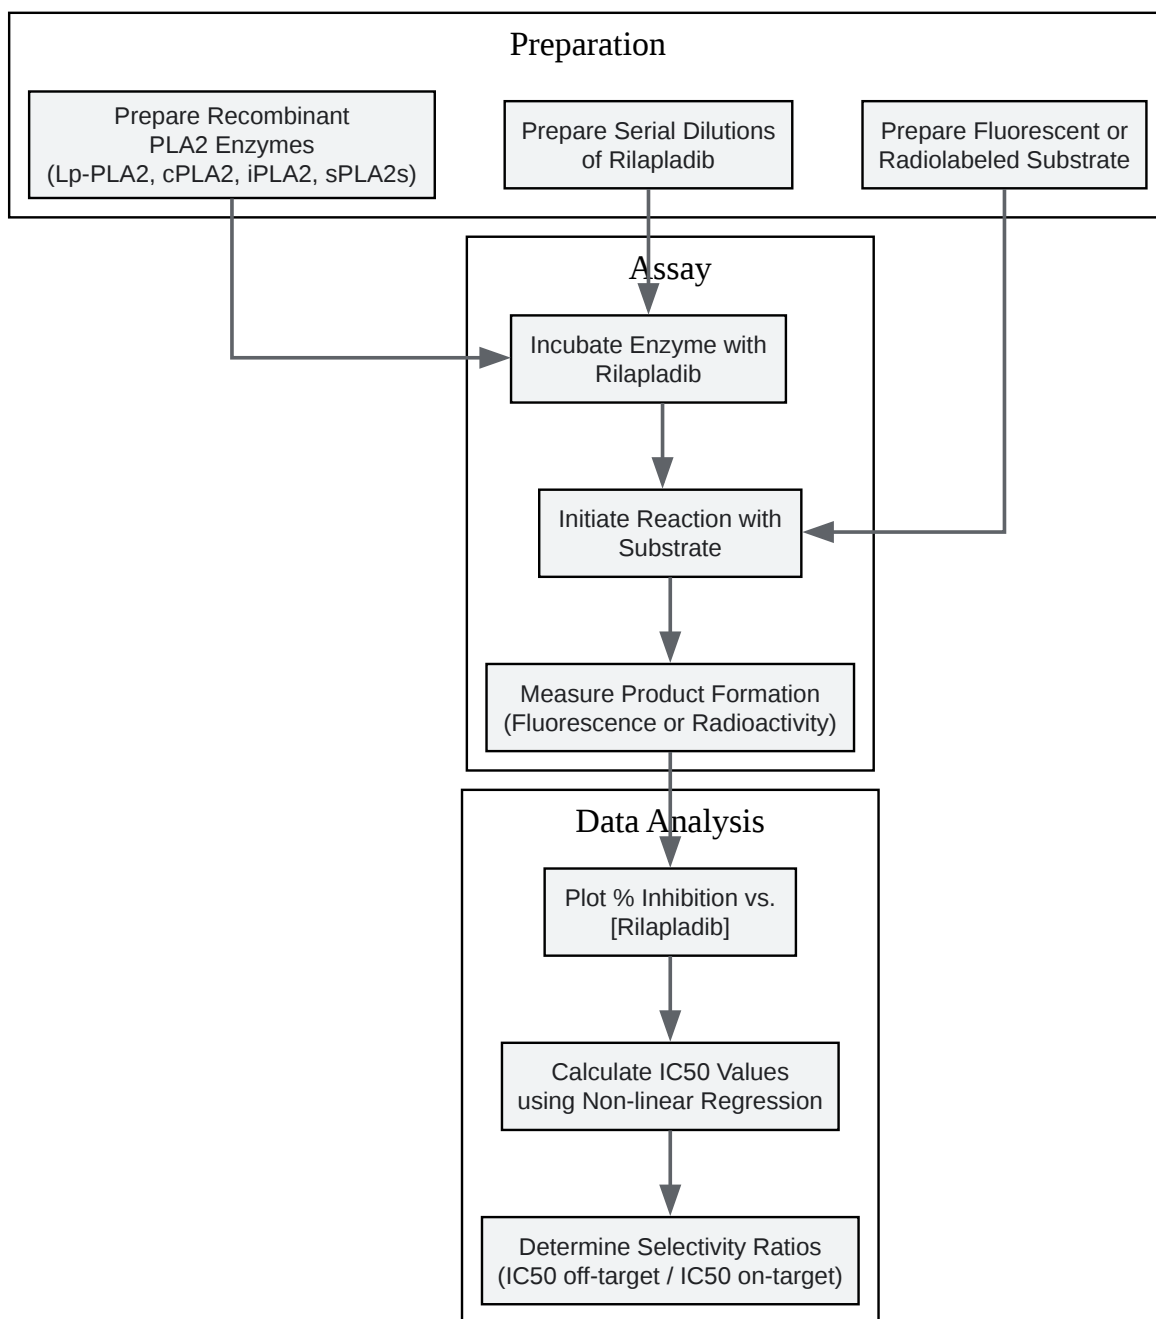 Preparation
Prepare Recombinant
PLA2 Enzymes
(Lp-PLA2, cPLA2, iPLA2, sPLA2s)
Prepare Serial Dilutions
of Rilapladib
Prepare Fluorescent or
Radiolabeled Substrate
Assay
Incubate Enzyme with
Rilapladib
Initiate Reaction with
Substrate
Measure Product Formation
(Fluorescence or Radioactivity)
Data Analysis
Plot % Inhibition vs.
[Rilapladib]
Calculate IC50 Values
using Non-linear Regression
Determine Selectivity Ratios
(IC50 off-target / IC50 on-target)